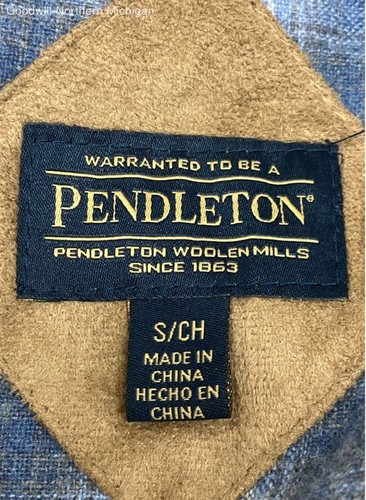 Goodwill Northern Michigan
WARRANTED TO BE A
PENDLETON®
PENDLETON WOOLEN MILLS
SINCE 1863
S/CH
MADE IN
CHINA
HECHO EN
CHINA